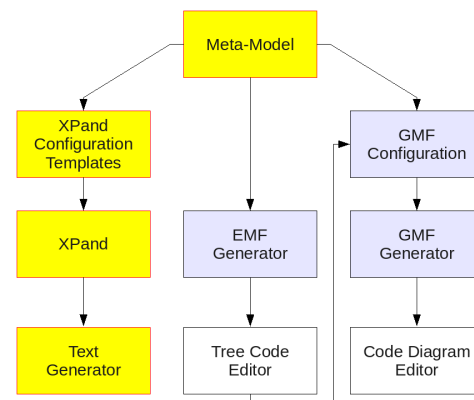 Meta-Model
XPand
Configuration
Templates
GMF
Configuration
XPand
EMF
Generator
GMF
Generator
Text
Generator
Tree Code
Editor
Code Diagram
Editor